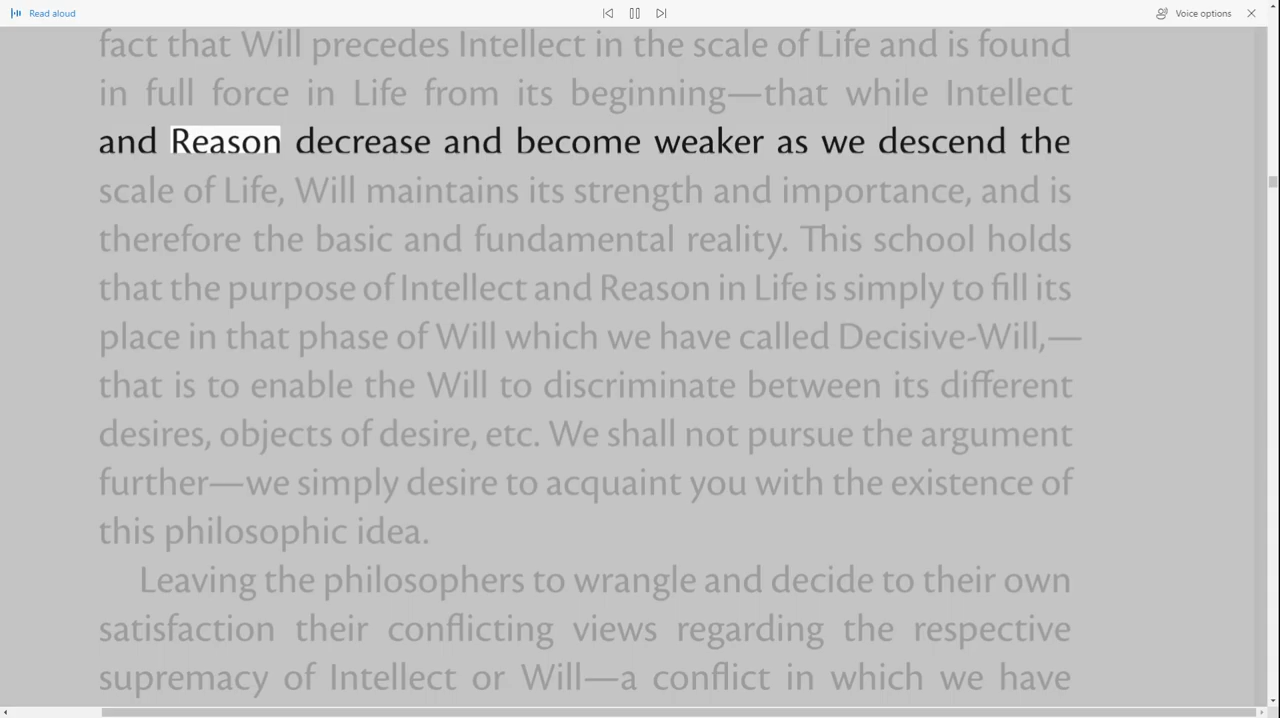 Read aloud
Voice options
fact that Will precedes Intellect in the scale of Life and is found
in full force in Life from its beginning—that while Intellect
and Reason decrease and become weaker as we descend the
scale of Life, Will maintains its strength and importance, and is
therefore the basic and fundamental reality. This school holds
that the purpose of Intellect and Reason in Life is simply to fill its
place in that phase of Will which we have called Decisive-Will,—
that is to enable the Will to discriminate between its different
desires, objects of desire, etc. We shall not pursue the argument
further—we simply desire to acquaint you with the existence of
this philosophic idea.
Leaving the philosophers to wrangle and decide to their own
satisfaction their conflicting views regarding the respective
supremacy of Intellect or Will—a conflict in which we have